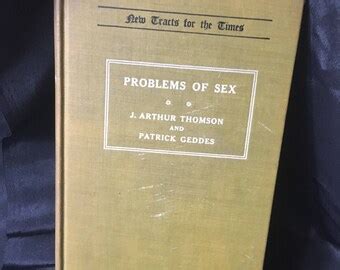 New Tracts for the Times
PROBLEMS OF SEX
J. ARTHUR THOMSON
AND
PATRICK GEDDES